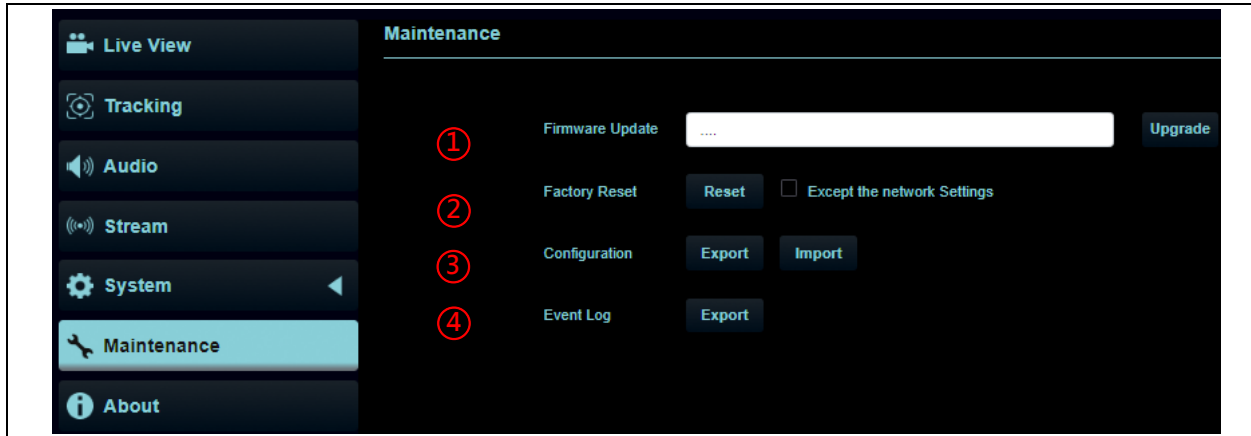 Live View
Tracking
Audio
Stream
System
Maintenance
About
Maintenance
① Firmware Update .... Upgrade
② Factory Reset Reset Except the network Settings
③ Configuration Export Import
④ Event Log Export